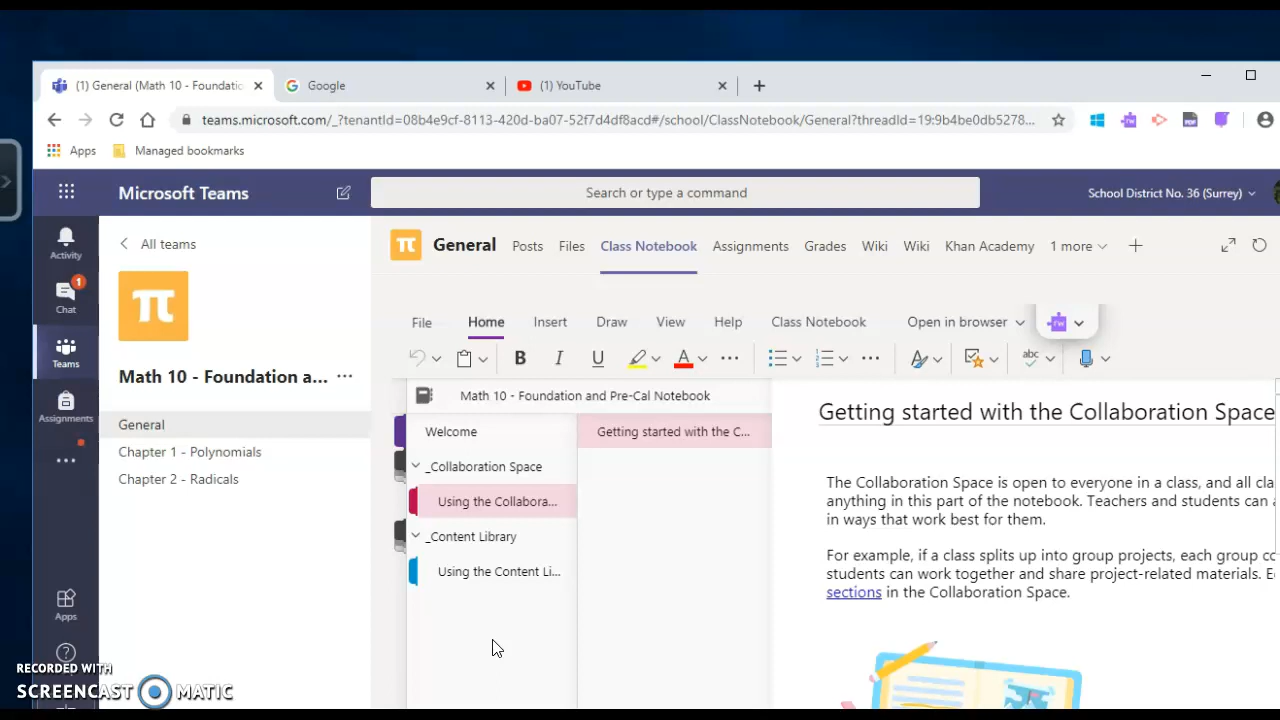 (1) General (Math 10 - Foundatio
Google
(1) YouTube
teams.microsoft.com/_?tenantId=08b4e9cf-8113-420d-ba07-52f7d4df8acd#/school/ClassNotebook/General?threadId=19:9b4be0db5278...
Apps
Managed bookmarks
Microsoft Teams
Search or type a command
School District No. 36 (Surrey)
Activity
Chat
1
Teams
Assignments
Apps
All teams
π
Math 10 - Foundation a...
General
Chapter 1 - Polynomials
Chapter 2 - Radicals
π
General
Posts
Files
Class Notebook
Assignments
Grades
Wiki
Wiki
Khan Academy
1 more
File
Home
Insert
Draw
View
Help
Class Notebook
Open in browser
B
I
U
A
abc
Math 10 - Foundation and Pre-Cal Notebook
Welcome
_Collaboration Space
Using the Collabora...
_Content Library
Using the Content Li...
Getting started with the C...
Getting started with the Collaboration Space
The Collaboration Space is open to everyone in a class, and all cla
anything in this part of the notebook. Teachers and students can
in ways that work best for them.
For example, if a class splits up into group projects, each group co
students can work together and share project-related materials. E
sections in the Collaboration Space.
RECORDED WITH
SCREENCAST MATIC